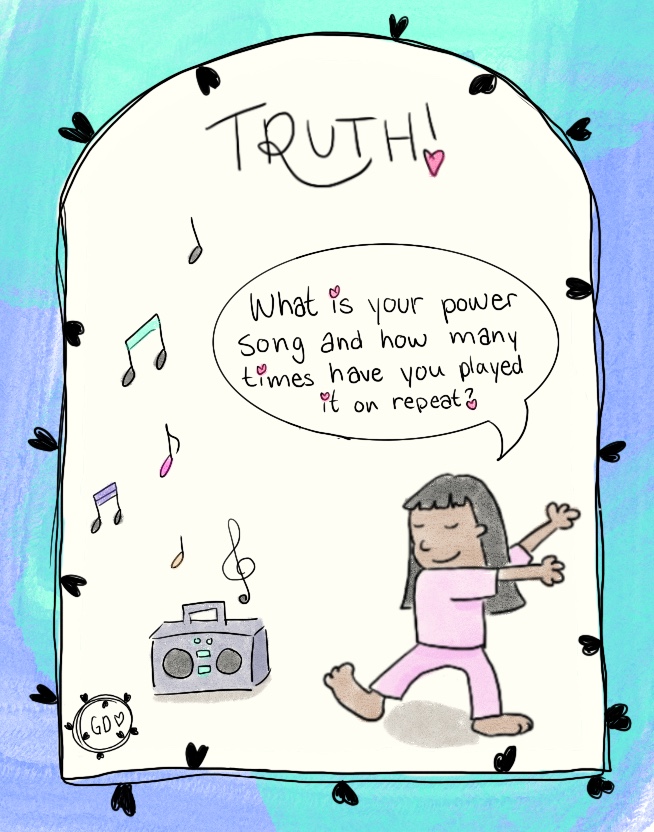 TRUTH!
What is your power
song and how many
times have you played
it on repeat?
GD